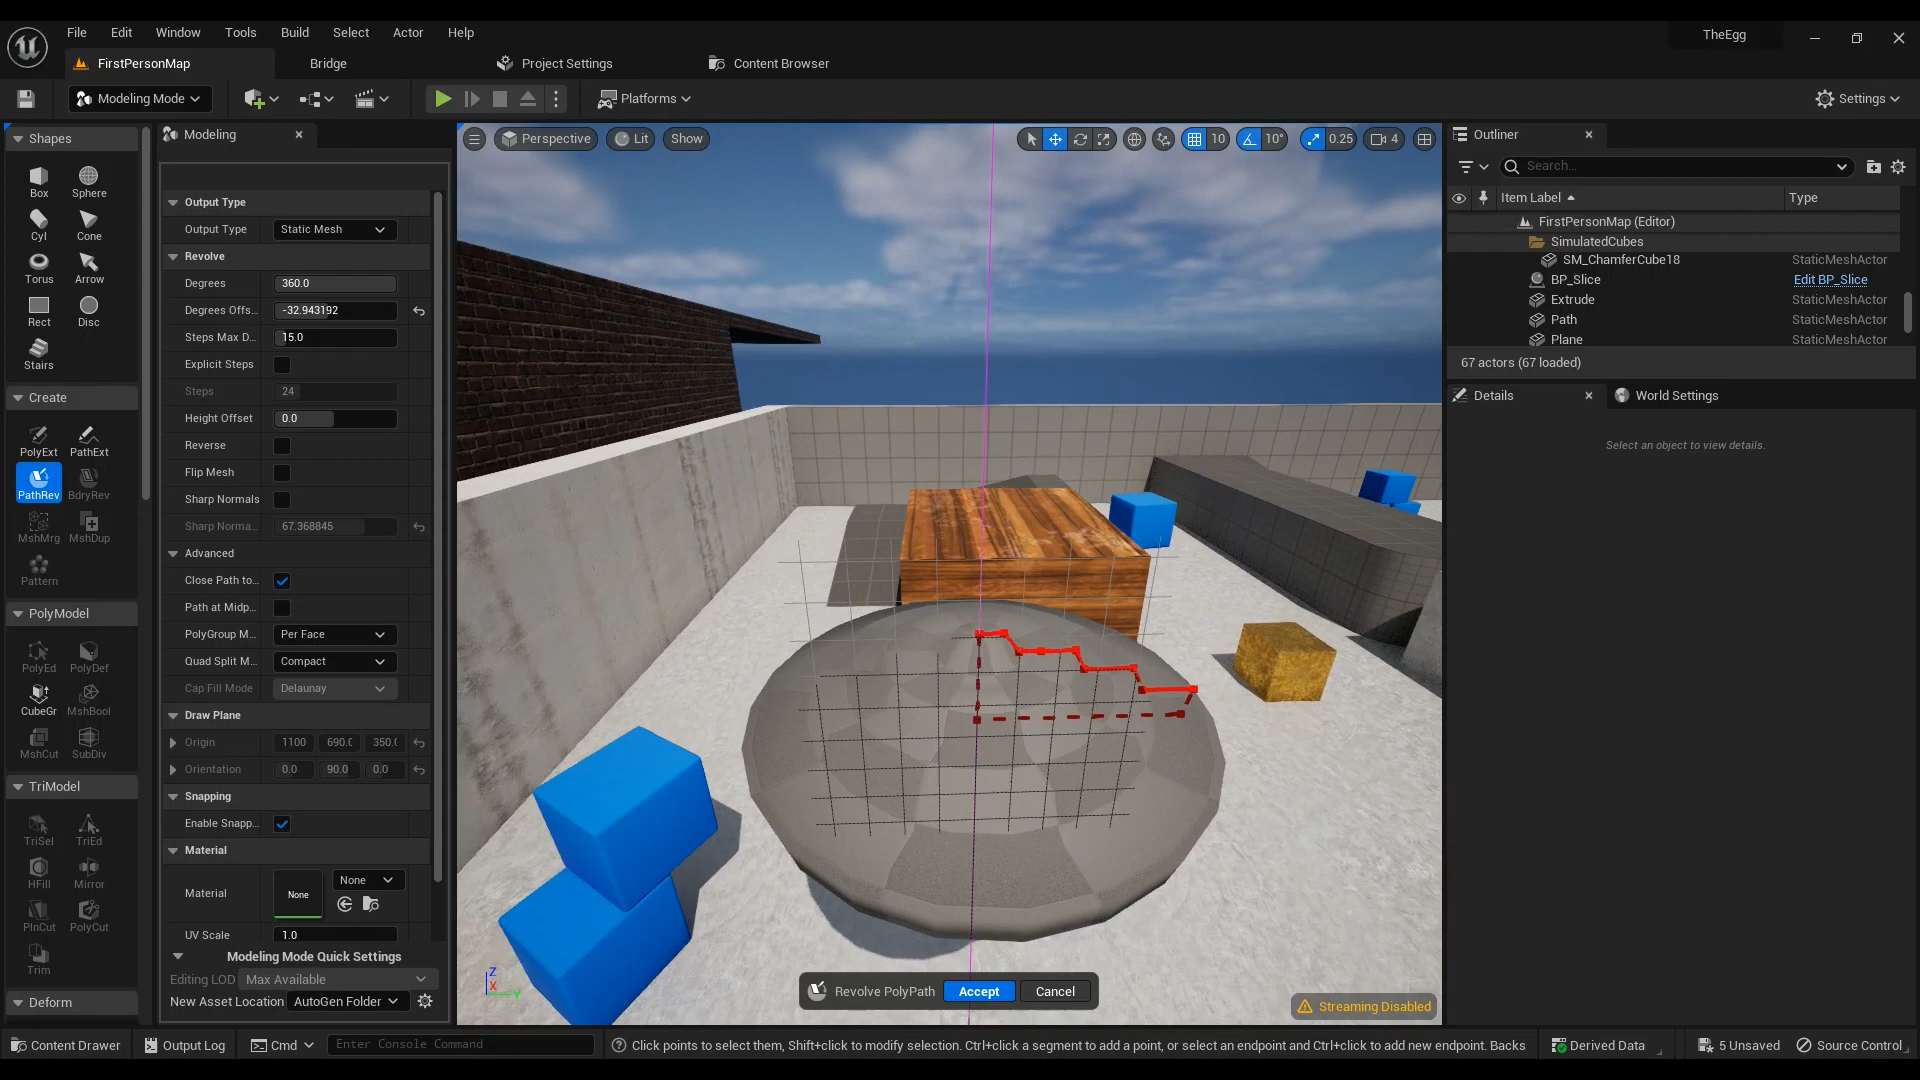 File Edit Window Tools Build Select Actor Help
TheEgg
FirstPersonMap
Bridge
Project Settings
Content Browser
Modeling Mode
Platforms
Settings
Shapes
Box Sphere
Cyl Cone
Torus Arrow
Rect Disc
Stairs
Create
PolyExt PathExt
PathRev BdryRev
MshMrg MshDup
Pattern
PolyModel
PolyEd PolyDef
CubeGr MshBool
MshCut SubDiv
TriModel
TriSel TriEd
HFill Mirror
PlnCut PolyCut
Trim
Deform
Modeling
Output Type
Output Type Static Mesh
Revolve
Degrees 360.0
Degrees Offs... -32.943192
Steps Max D... 15.0
Explicit Steps
Steps 24
Height Offset 0.0
Reverse
Flip Mesh
Sharp Normals
Sharp Norma... 67.368845
Advanced
Close Path to...
Path at Midp...
PolyGroup M... Per Face
Quad Split M... Compact
Cap Fill Mode Delaunay
Draw Plane
Origin 1100 690.( 350.(
Orientation 0.0 90.0 0.0
Snapping
Enable Snapp...
Material
Material None None
UV Scale 1.0
Modeling Mode Quick Settings
Editing LOD Max Available
New Asset Location AutoGen Folder
Perspective Lit Show
10 10° 0.25 4
Z
X
Y
Revolve PolyPath Accept Cancel
Streaming Disabled
Outliner
Search...
Item Label Type
FirstPersonMap (Editor)
SimulatedCubes
SM_ChamferCube18 StaticMeshActor
BP_Slice Edit BP_Slice
Extrude StaticMeshActor
Path StaticMeshActor
Plane StaticMeshActor
67 actors (67 loaded)
Details World Settings
Select an object to view details.
Content Drawer Output Log Cmd Enter Console Command Click points to select them, Shift+click to modify selection. Ctrl+click a segment to add a point, or select an endpoint and Ctrl+click to add new endpoint. Backs Derived Data 5 Unsaved Source Control